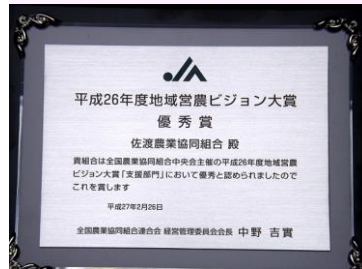 平成26年度地域営農ビジョン大賞
優秀賞
佐渡農業協同組合 殿
貴組合は全国農業協同組合中央会主催の平成26年度地域営農
ビジョン大賞「支援部門」において優秀と認められましたので
これを賞します
平成27年2月26日
全国農業協同組合連合会 経営管理委員会会長 中野 吉實